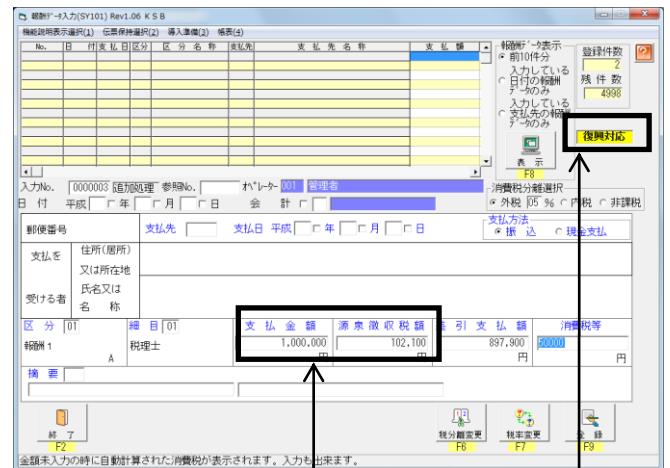 報酬ﾃﾞｰﾀ入力(SY101) Rev1.06 K S B
機能説明表示選択(1) 伝票保持選択(2) 導入準備(3) 帳表(4)
No. 日 付 支払日 区分 区 分 名 称 支払先 支 払 先 名 称 支 払 額
報酬ﾃﾞｰﾀ表示
前10件分
入力している
日付の報酬
ﾃﾞｰﾀのみ
入力している
支払先の報酬
ﾃﾞｰﾀのみ
表 示
F8
登録件数
2
残 件 数
4998
復興対応
入力No. 0000003 追加処理 参照No. ｵﾍﾟﾚｰﾀｰ 001 管理者
日 付 平成 年 月 日 会 計
消費税分離選択
外税 05 % 内税 非課税
郵便番号 支払先 支払日 平成 年 月 日
支払方法
振 込 現金支払
支払を
受ける者
住所(居所)
又は所在地
氏名又は
名 称
区 分 01 細 目 01 支 払 金 額 源 泉 徴 収 税 額 差 引 支 払 額 消費税等
報酬 1 税理士 1,000,000 102,100 897,900 50000
A 円 円 円 円
摘 要
終 了
F2
税分離変更
F6
税率変更
F7
登 録
F9
金額未入力の時に自動計算された消費税が表示されます。入力も出来ます。